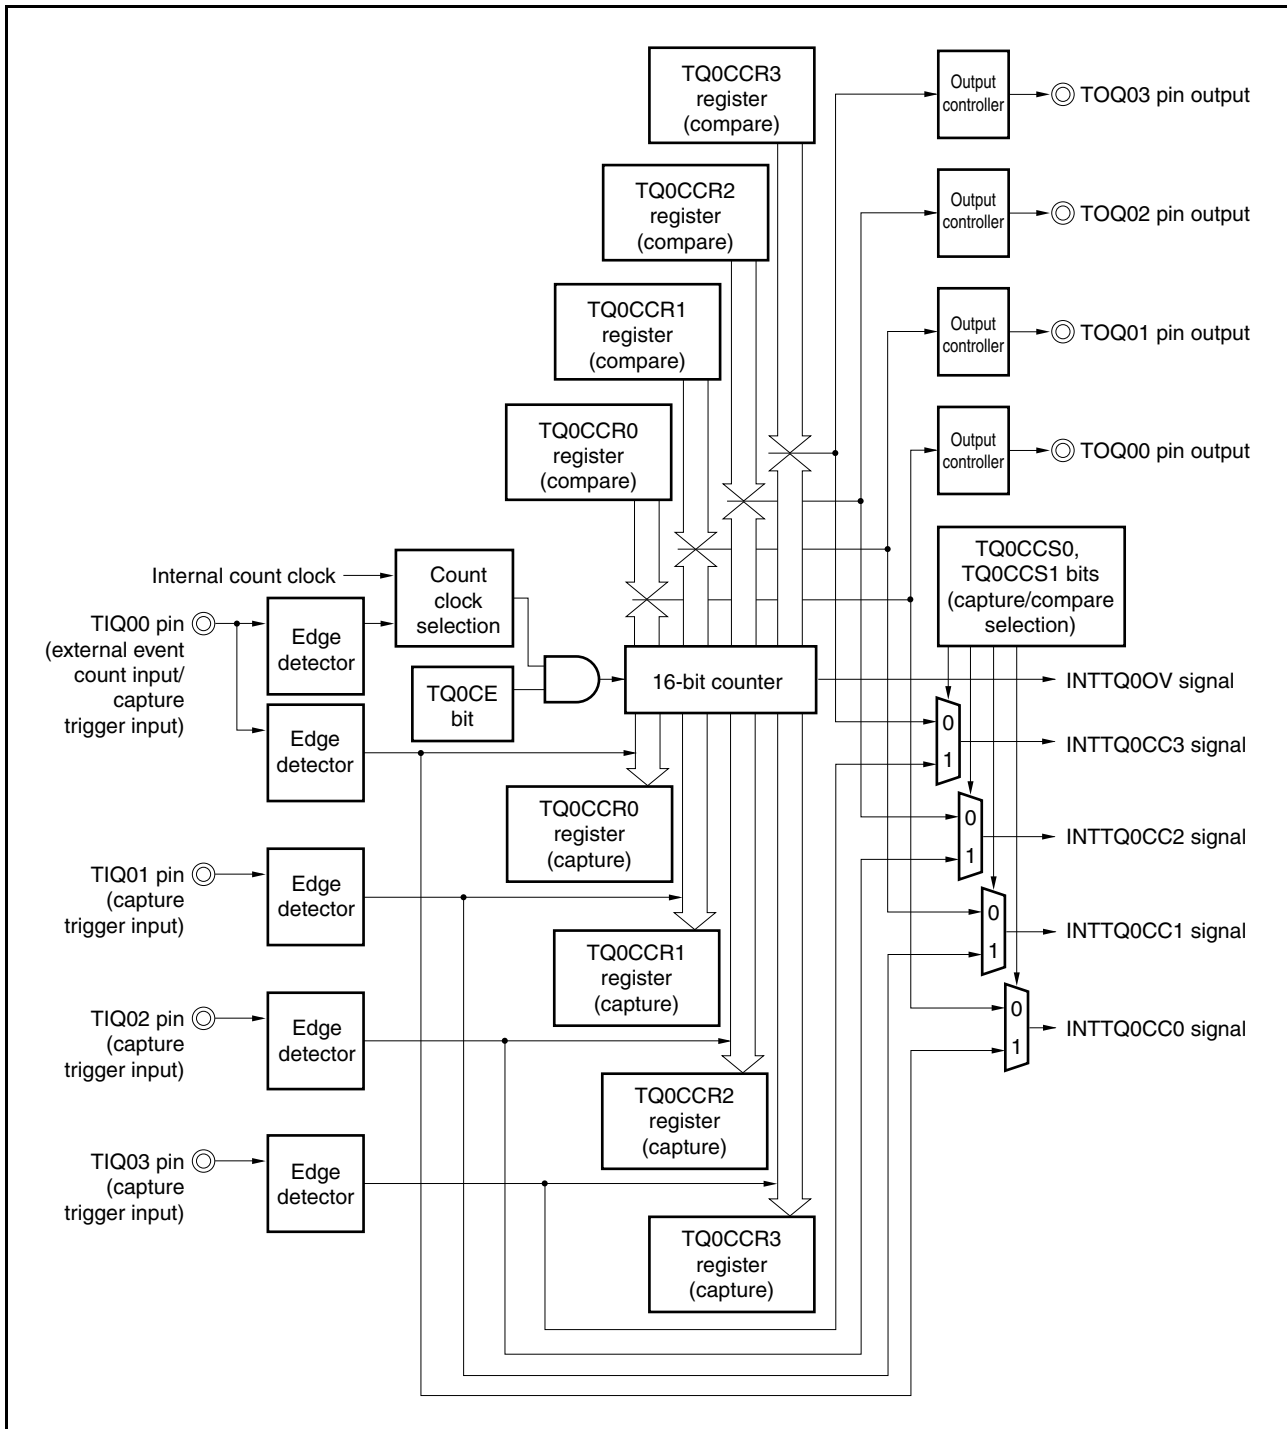 TQ0CCR3
register
(compare)
Output
controller
TOQ03 pin output
TQ0CCR2
register
(compare)
Output
controller
TOQ02 pin output
TQ0CCR1
register
(compare)
Output
controller
TOQ01 pin output
TQ0CCR0
register
(compare)
Output
controller
TOQ00 pin output
Internal count clock
Count
clock
selection
TQ0CCS0,
TQ0CCS1 bits
(capture/compare
selection)
TIQ00 pin
(external event
count input/
capture
trigger input)
Edge
detector
TQ0CE
bit
16-bit counter
INTTQ0OV signal
Edge
detector
0
1
INTTQ0CC3 signal
TQ0CCR0
register
(capture)
0
1
INTTQ0CC2 signal
TIQ01 pin
(capture
trigger input)
Edge
detector
0
1
INTTQ0CC1 signal
TQ0CCR1
register
(capture)
TIQ02 pin
(capture
trigger input)
Edge
detector
0
1
INTTQ0CC0 signal
TQ0CCR2
register
(capture)
TIQ03 pin
(capture
trigger input)
Edge
detector
TQ0CCR3
register
(capture)